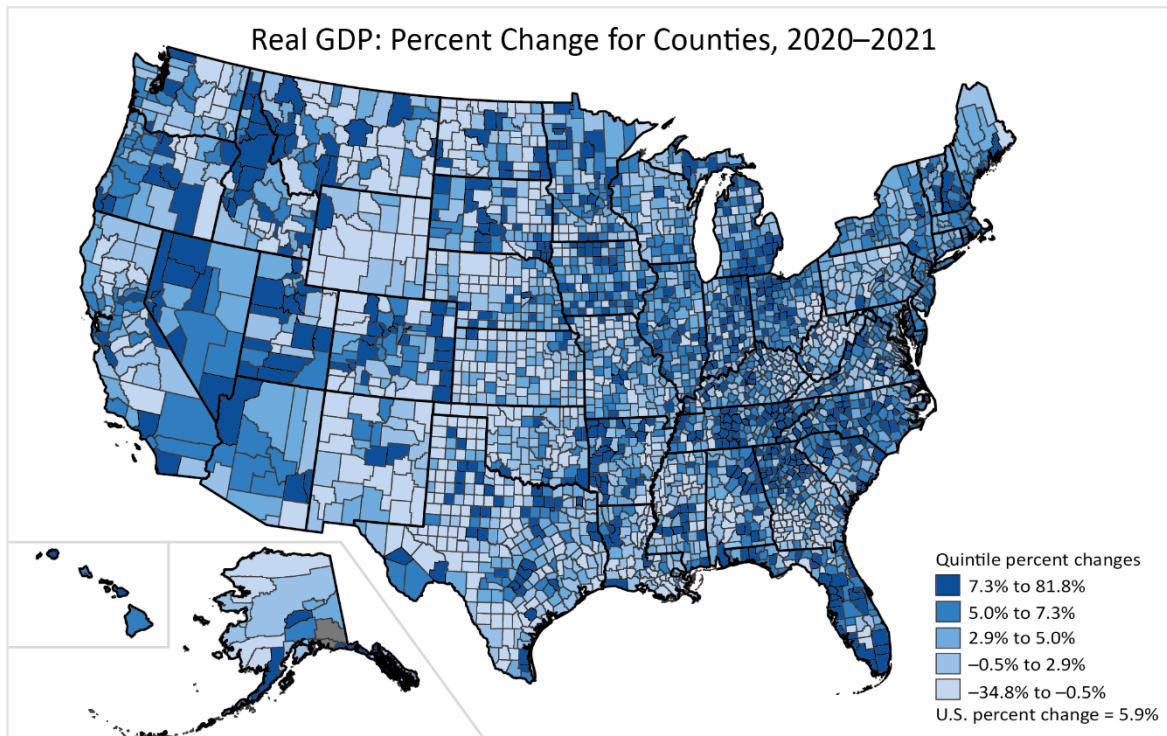 Real GDP: Percent Change for Counties, 2020–2021
Quintile percent changes
7.3% to 81.8%
5.0% to 7.3%
2.9% to 5.0%
–0.5% to 2.9%
–34.8% to –0.5%
U.S. percent change = 5.9%